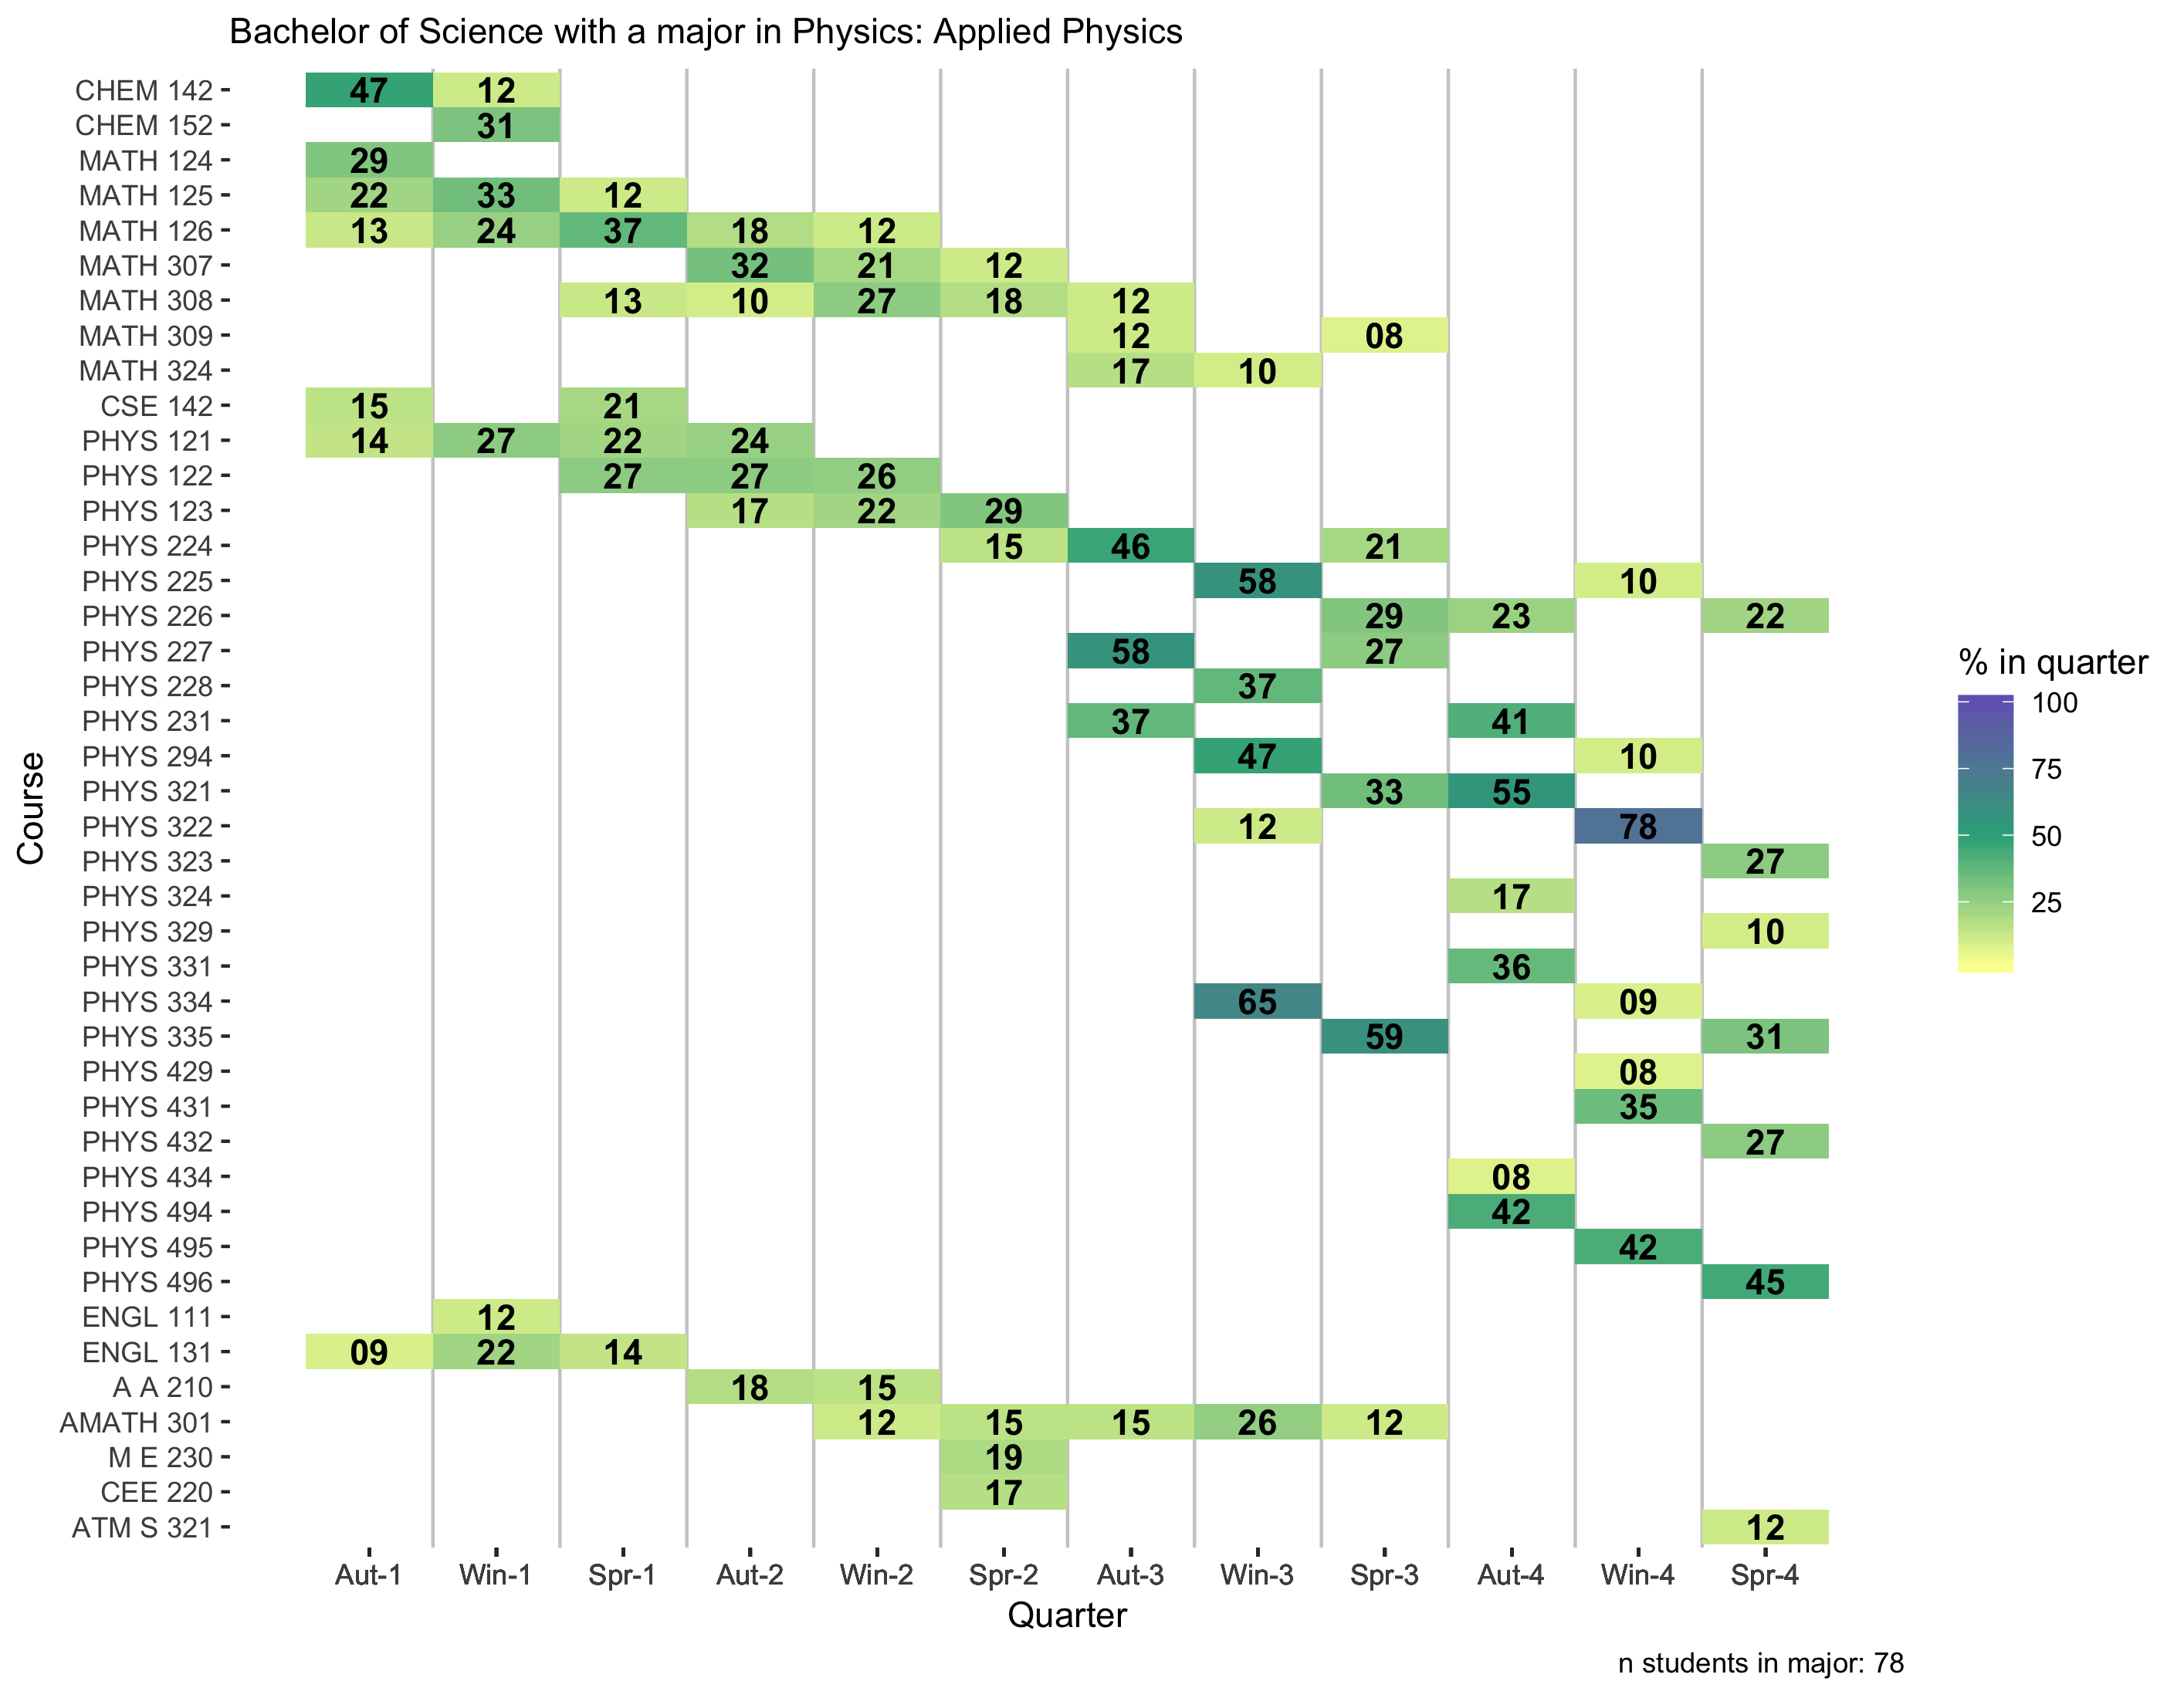 Bachelor of Science with a major in Physics: Applied Physics
CHEM 142 47 12
CHEM 152 31
MATH 124 29
MATH 125 22 33 12
MATH 126 13 24 37 18 12
MATH 307 32 21 12
MATH 308 13 10 27 18 12
MATH 309 12 08
MATH 324 17 10
CSE 142 15 21
PHYS 121 14 27 22 24
PHYS 122 27 27 26
PHYS 123 17 22 29
PHYS 224 15 46 21
PHYS 225 58 10
PHYS 226 29 23 22
PHYS 227 58 27
PHYS 228 37
PHYS 231 37 41
PHYS 294 47 10
PHYS 321 33 55
PHYS 322 12 78
PHYS 323 27
PHYS 324 17
PHYS 329 10
PHYS 331 36
PHYS 334 65 09
PHYS 335 59 31
PHYS 429 08
PHYS 431 35
PHYS 432 27
PHYS 434 08
PHYS 494 42
PHYS 495 42
PHYS 496 45
ENGL 111 12
ENGL 131 09 22 14
A A 210 18 15
AMATH 301 12 15 15 26 12
M E 230 19
CEE 220 17
ATM S 321 12
Aut-1 Win-1 Spr-1 Aut-2 Win-2 Spr-2 Aut-3 Win-3 Spr-3 Aut-4 Win-4 Spr-4
Quarter
Course
% in quarter
100
75
50
25
n students in major: 78